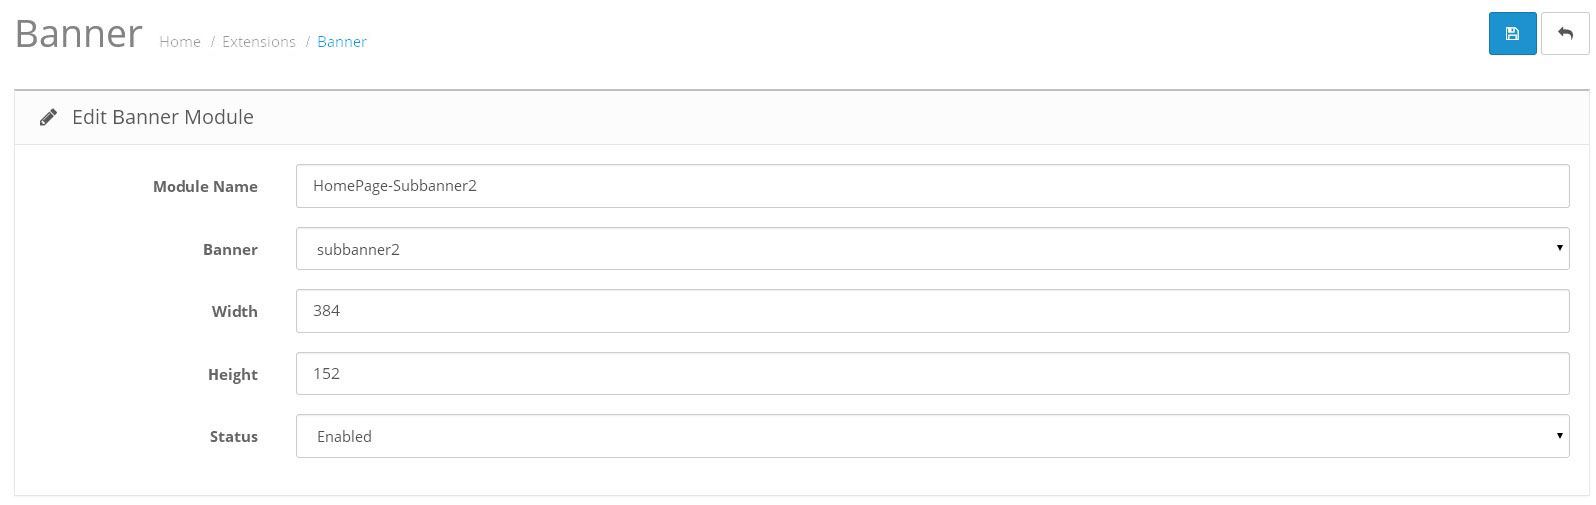 Banner Home / Extensions / Banner
Edit Banner Module
Module Name HomePage-Subbanner2
Banner subbanner2
Width 384
Height 152
Status Enabled